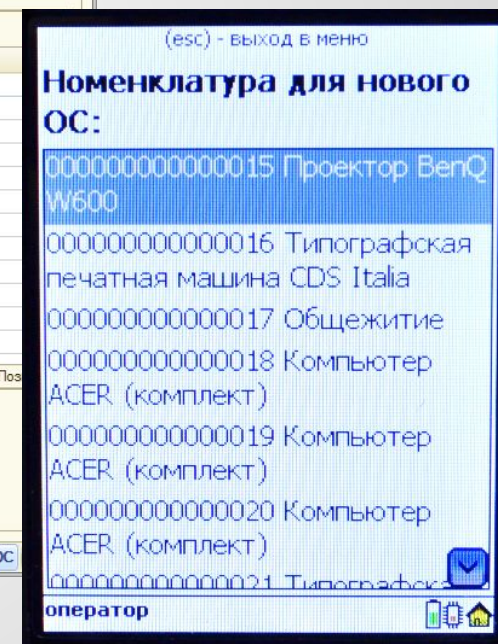 (esc) - выход в меню
Номенклатура для нового
ОС:
000000000000015 Проектор BenQ
W600
000000000000016 Типографская
печатная машина CDS Italia
000000000000017 Общежитие
000000000000018 Компьютер
ACER (комплект)
000000000000019 Компьютер
ACER (комплект)
000000000000020 Компьютер
ACER (комплект)
000000000000021
оператор